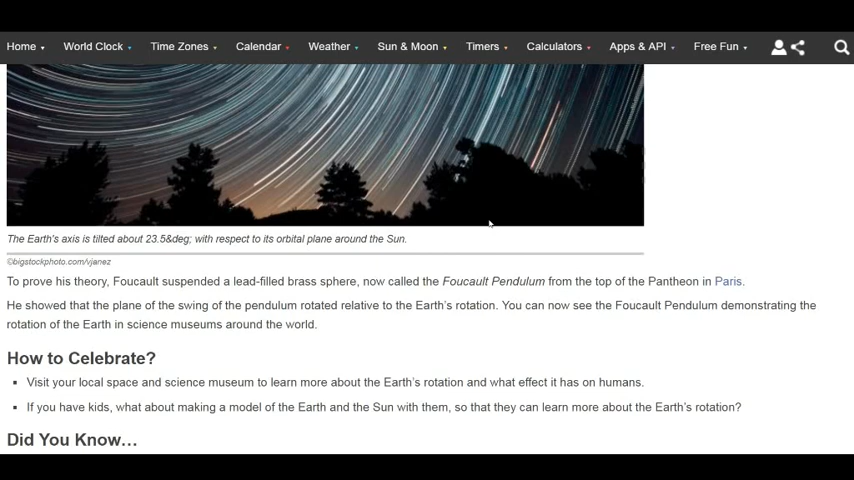 Home World Clock Time Zones Calendar Weather Sun & Moon Timers Calculators Apps & API Free Fun
The Earth's axis is tilted about 23.5&deg; with respect to its orbital plane around the Sun.
©bigstockphoto.com/vjanez
To prove his theory, Foucault suspended a lead-filled brass sphere, now called the Foucault Pendulum from the top of the Pantheon in Paris.
He showed that the plane of the swing of the pendulum rotated relative to the Earth's rotation. You can now see the Foucault Pendulum demonstrating the
rotation of the Earth in science museums around the world.
How to Celebrate?
Visit your local space and science museum to learn more about the Earth's rotation and what effect it has on humans.
If you have kids, what about making a model of the Earth and the Sun with them, so that they can learn more about the Earth's rotation?
Did You Know…